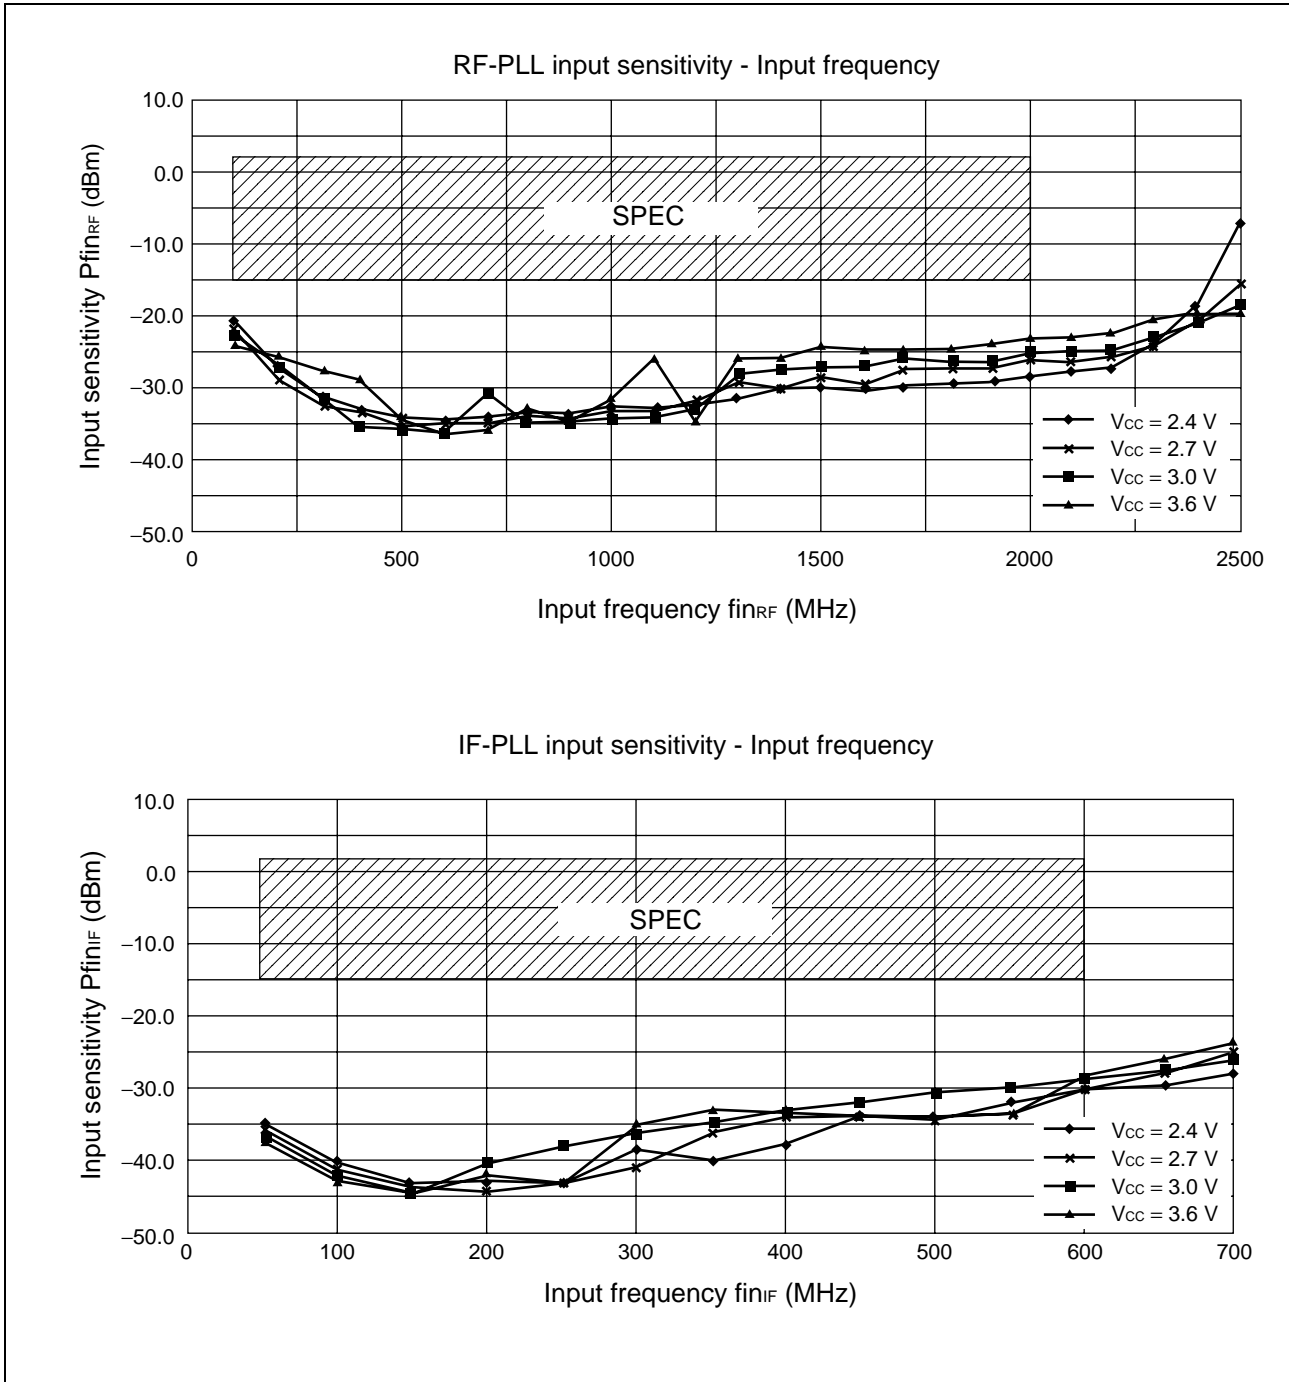 RF-PLL input sensitivity - Input frequency
Input sensitivity PfinRF (dBm)
10.0
0.0
−10.0
−20.0
−30.0
−40.0
−50.0
SPEC
VCC = 2.4 V
VCC = 2.7 V
VCC = 3.0 V
VCC = 3.6 V
0 500 1000 1500 2000 2500
Input frequency finRF (MHz)
IF-PLL input sensitivity - Input frequency
Input sensitivity PfinIF (dBm)
10.0
0.0
−10.0
−20.0
−30.0
−40.0
−50.0
SPEC
VCC = 2.4 V
VCC = 2.7 V
VCC = 3.0 V
VCC = 3.6 V
0 100 200 300 400 500 600 700
Input frequency finIF (MHz)